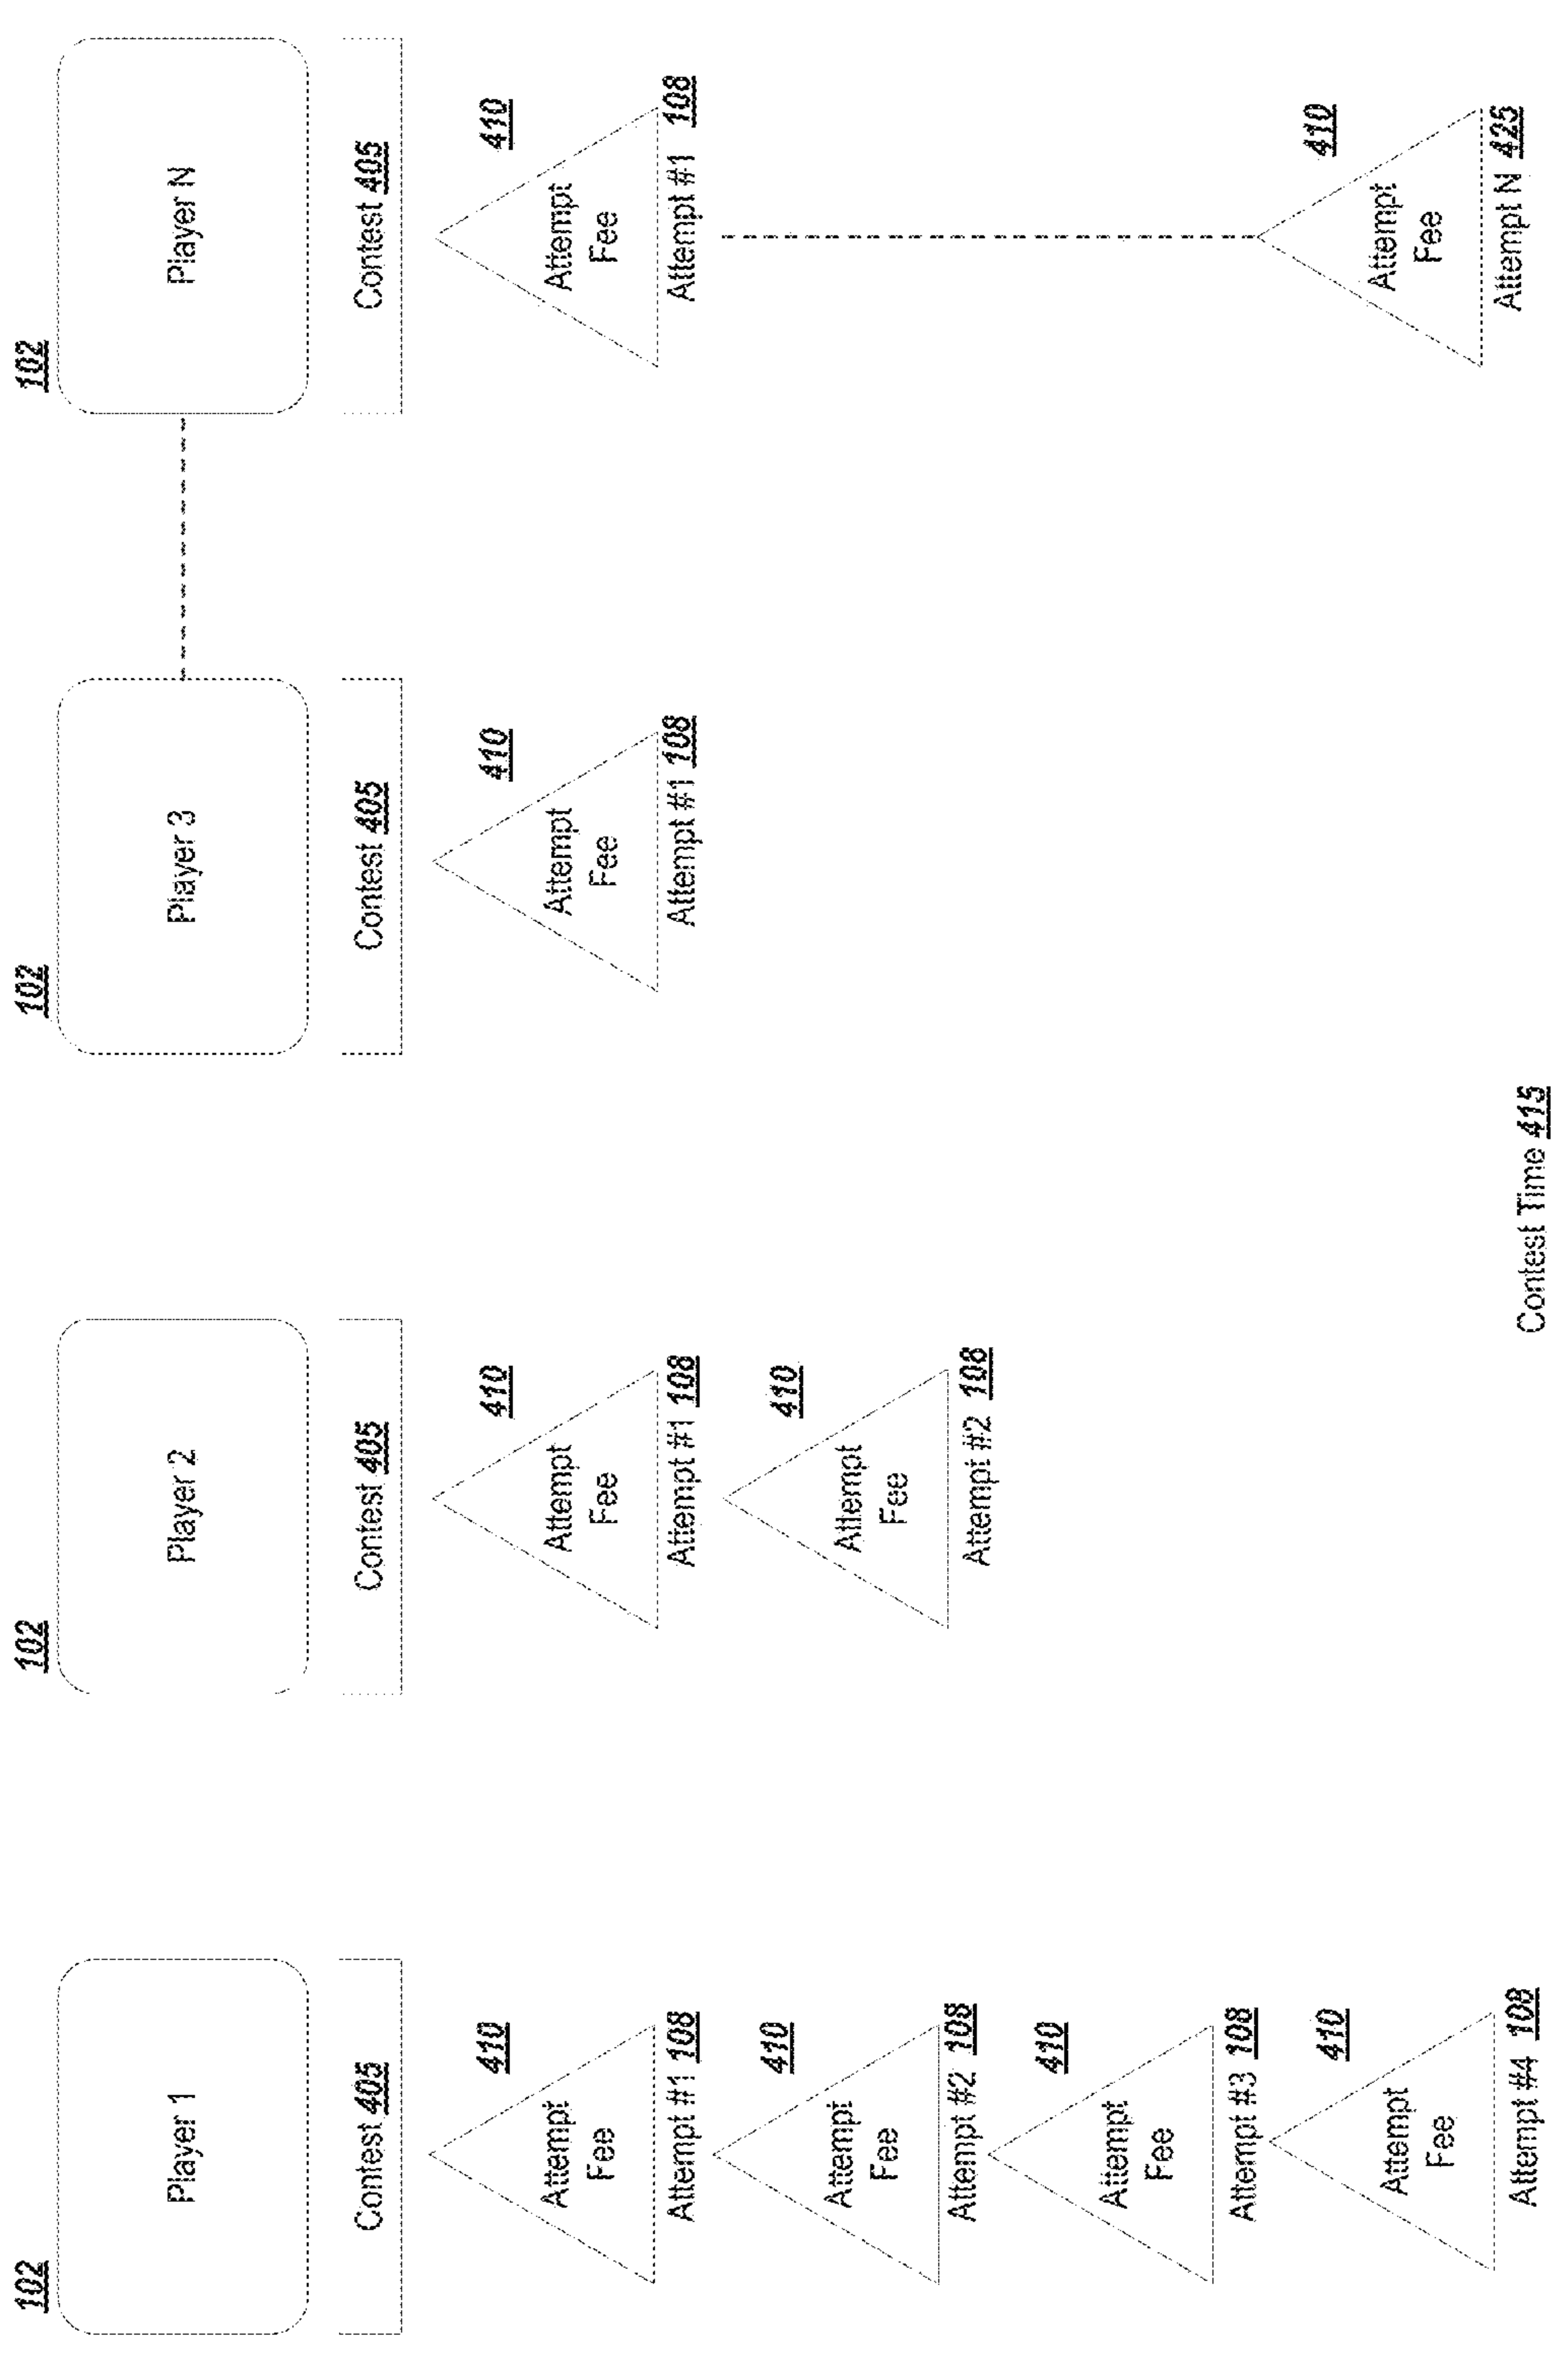 102
Player 1
Contest 405
410
Attempt
Fee
Attempt #1 108
410
Attempt
Fee
Attempt #2 108
410
Attempt
Fee
Attempt #3 108
410
Attempt
Fee
Attempt #4 108
102
Player 2
Contest 405
410
Attempt
Fee
Attempt #1 108
410
Attempt
Fee
Attempt #2 108
Contest Time 415
102
Player 3
Contest 405
410
Attempt
Fee
Attempt #1 108
102
Player N
Contest 405
410
Attempt
Fee
Attempt #1 108
410
Attempt
Fee
Attempt N 425